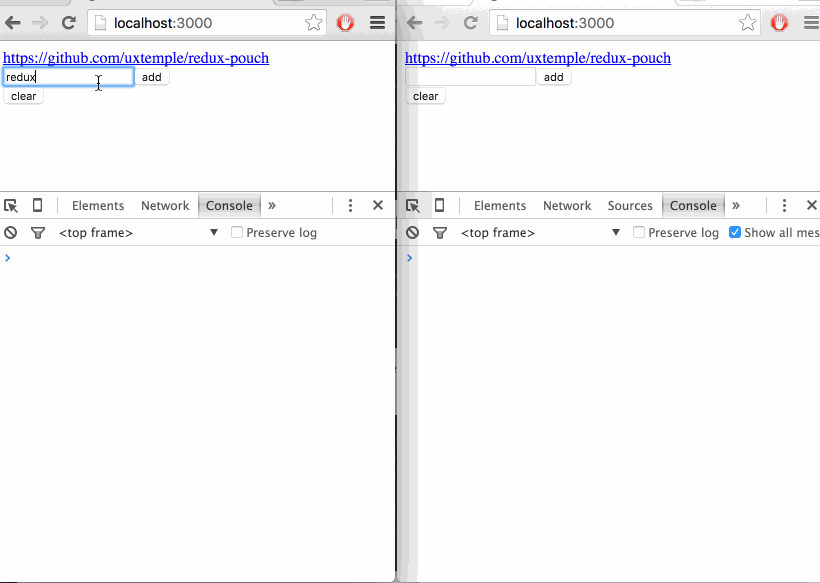 localhost:3000
https://github.com/uxtemple/redux-pouch
redux add
clear
Elements Network Console »
<top frame> ▼ Preserve log
>
localhost:3000
https://github.com/uxtemple/redux-pouch
add
clear
Elements Network Sources Console »
<top frame> ▼ Preserve log Show all mes
>